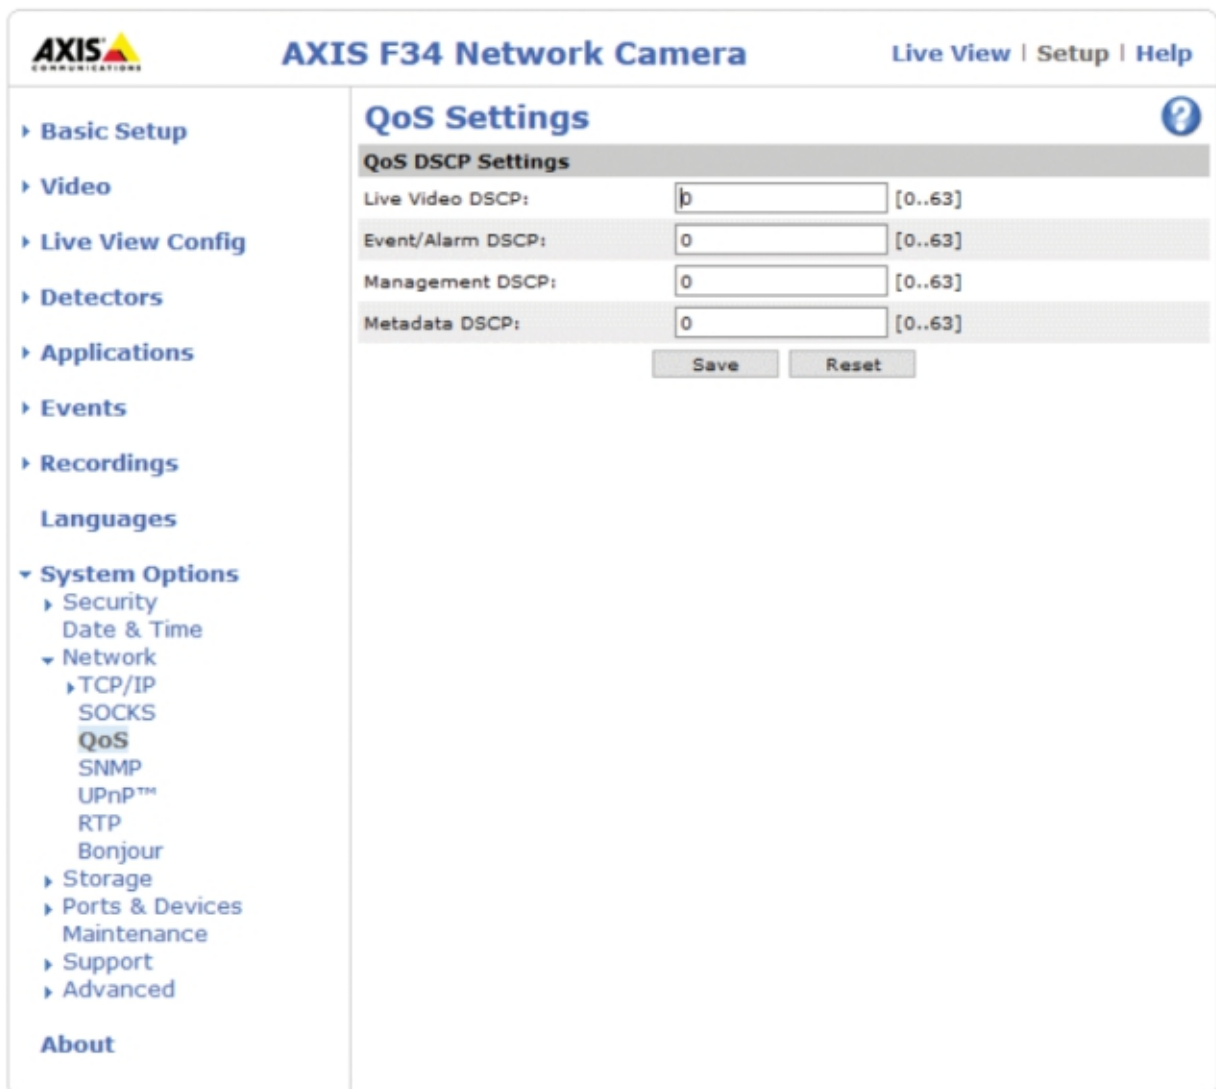 AXIS
COMMUNICATIONS
AXIS F34 Network Camera
Live View | Setup | Help
Basic Setup
Video
Live View Config
Detectors
Applications
Events
Recordings
Languages
System Options
Security
Date & Time
Network
TCP/IP
SOCKS
QoS
SNMP
UPnP™
RTP
Bonjour
Storage
Ports & Devices
Maintenance
Support
Advanced
About
QoS Settings
?
QoS DSCP Settings
Live Video DSCP: 0 [0..63]
Event/Alarm DSCP: 0 [0..63]
Management DSCP: 0 [0..63]
Metadata DSCP: 0 [0..63]
Save Reset